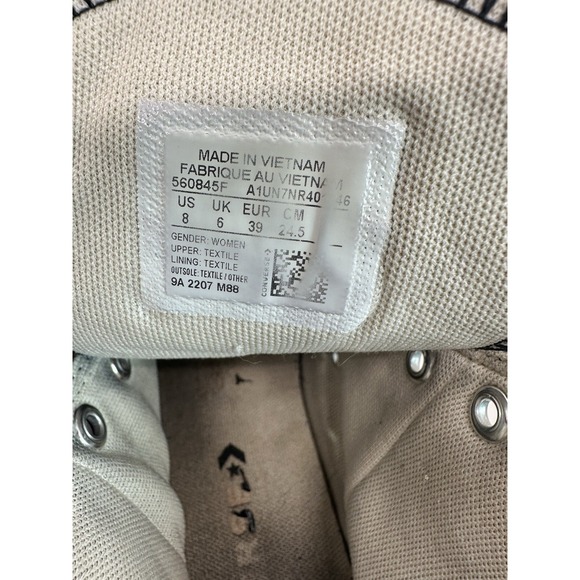 MADE IN VIETNAM
FABRIQUE AU VIETNAM
560845F
US UK EUR CM
8 6 39 24.5
GENDER: WOMEN
UPPER: TEXTILE
LINING: TEXTILE
OUTSOLE: TEXTILE / OTHER
9A 2207 M88
CONVERSE